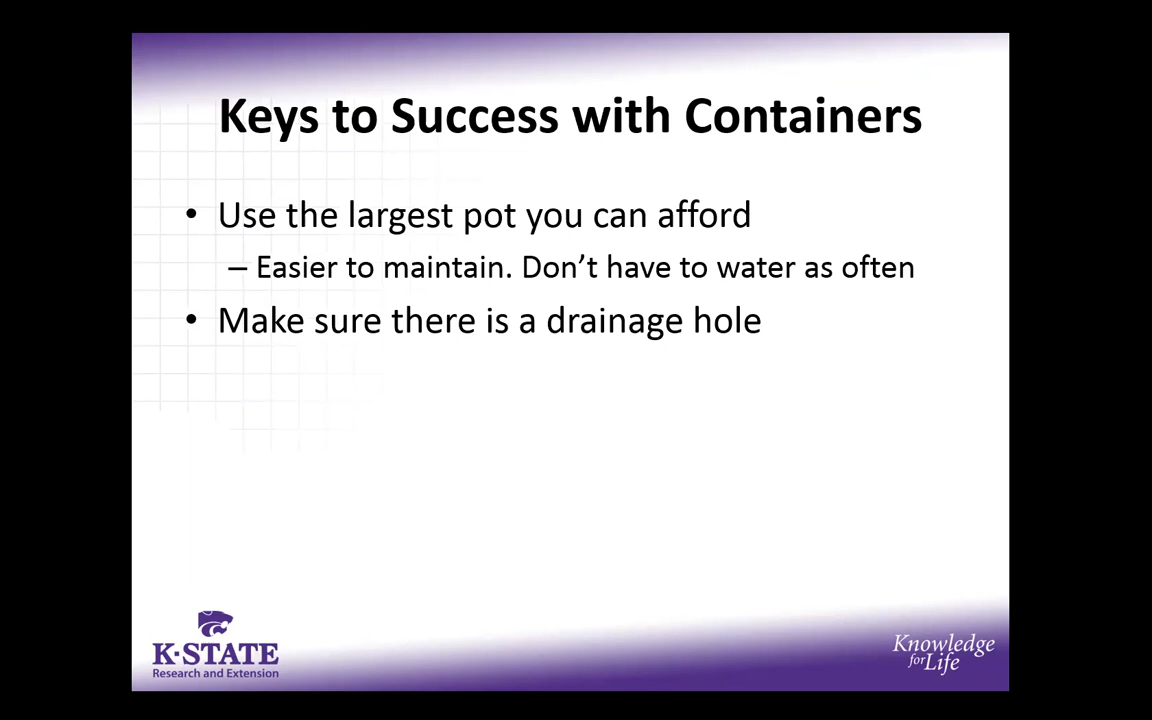 Keys to Success with Containers
• Use the largest pot you can afford
– Easier to maintain. Don’t have to water as often
• Make sure there is a drainage hole
K-STATE
Research and Extension
Knowledge
for Life